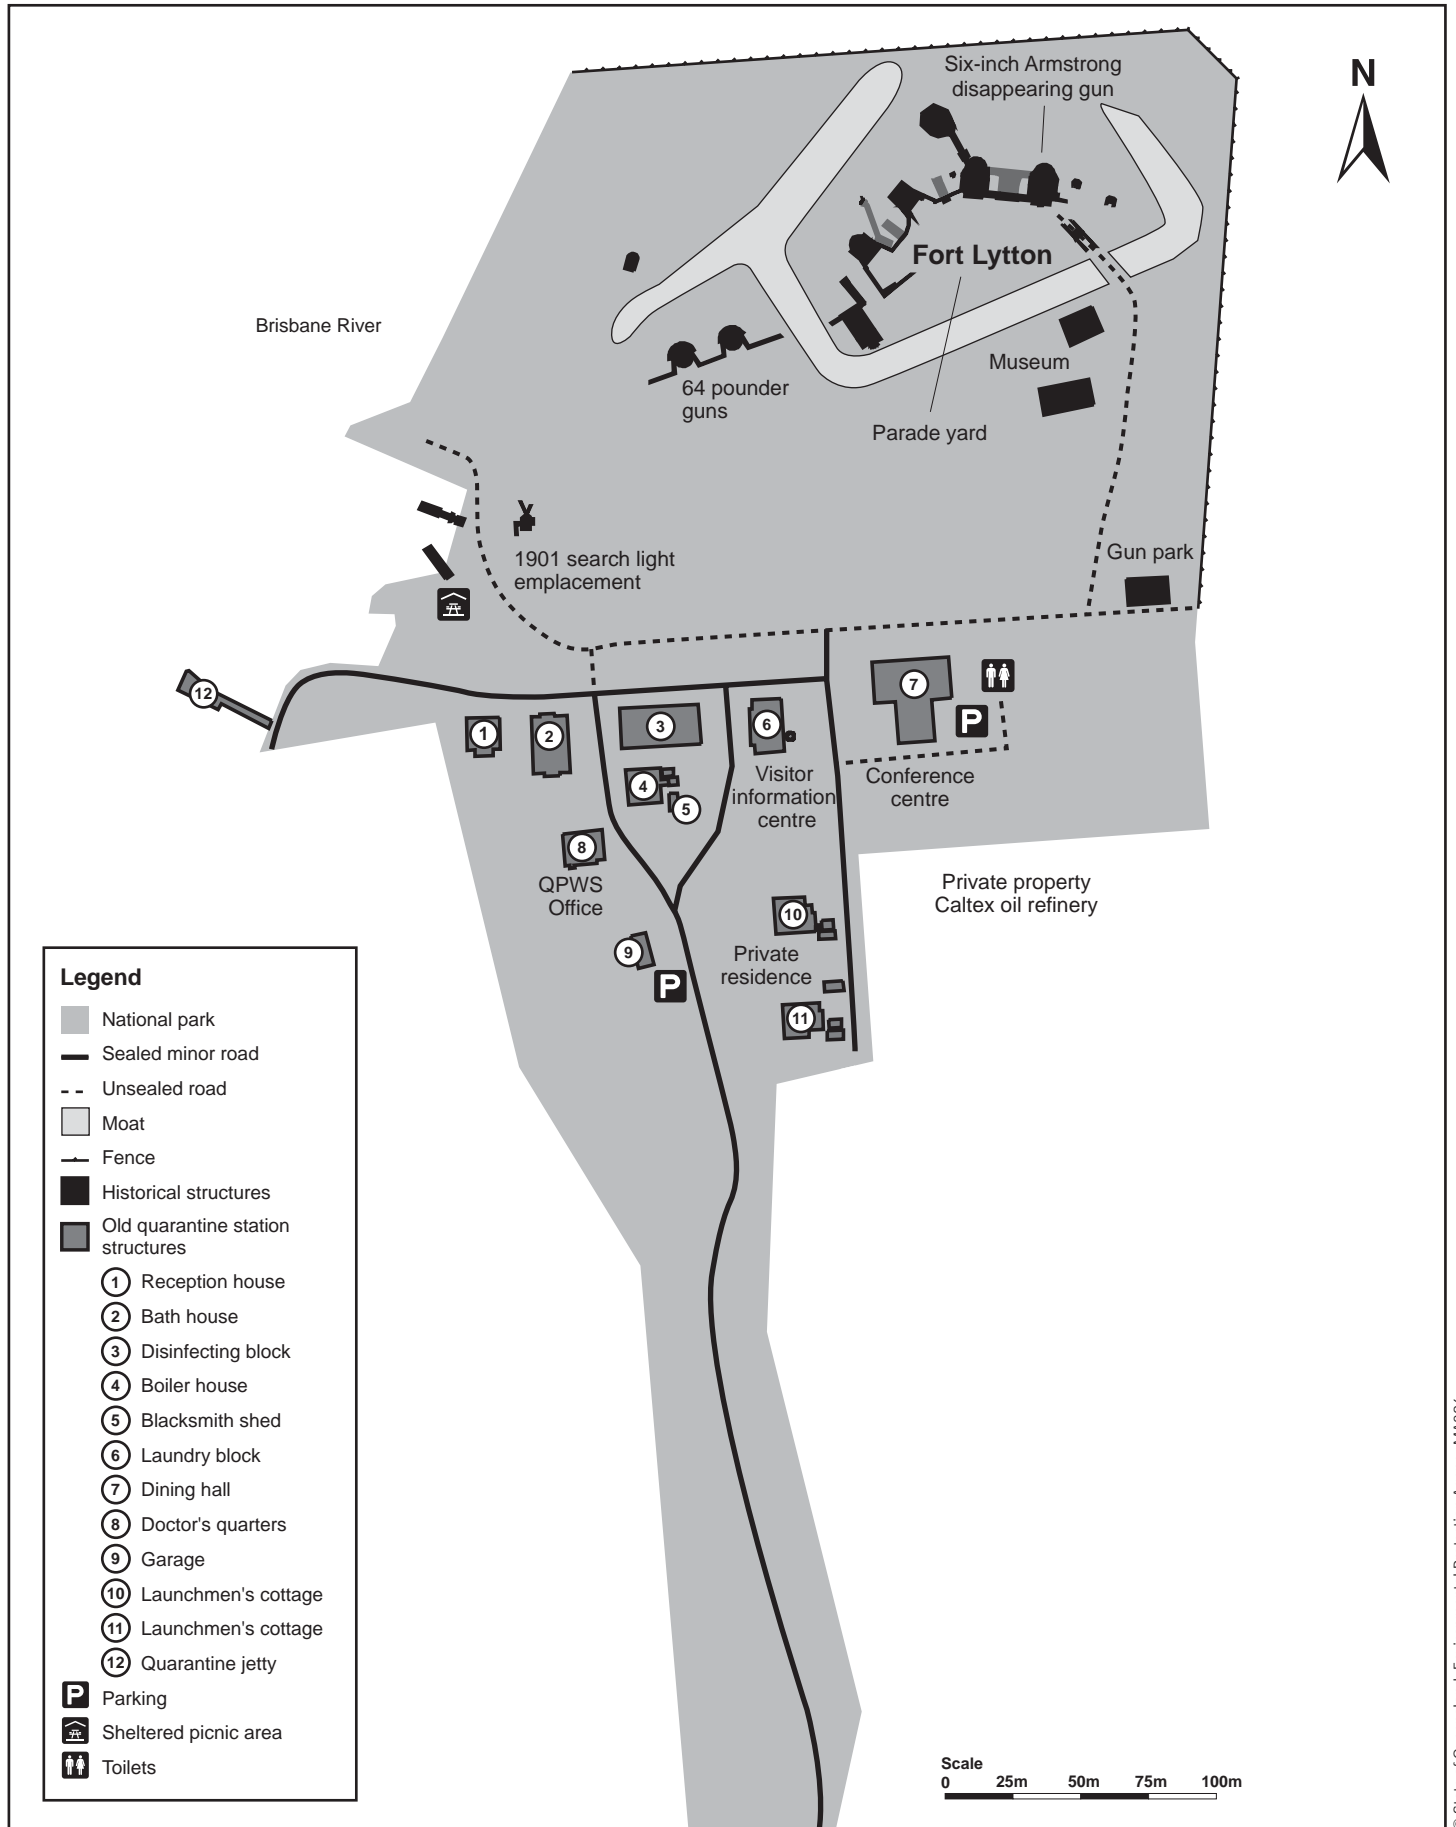 Six-inch Armstrong
disappearing gun
N
Fort Lytton
Brisbane River
Museum
64 pounder
guns
Parade yard
Gun park
1901 search light
emplacement
12
7
3
6
1
2
P
4
5
Visitor
information
centre
Conference
centre
8
QPWS
Office
Private property
Caltex oil refinery
10
9
Private
residence
P
11
Legend
National park
Sealed minor road
Unsealed road
Moat
Fence
Historical structures
Old quarantine station
structures
1 Reception house
2 Bath house
3 Disinfecting block
4 Boiler house
5 Blacksmith shed
6 Laundry block
7 Dining hall
8 Doctor's quarters
9 Garage
10 Launchmen's cottage
11 Launchmen's cottage
12 Quarantine jetty
P Parking
Sheltered picnic area
Toilets
Scale
0 25m 50m 75m 100m